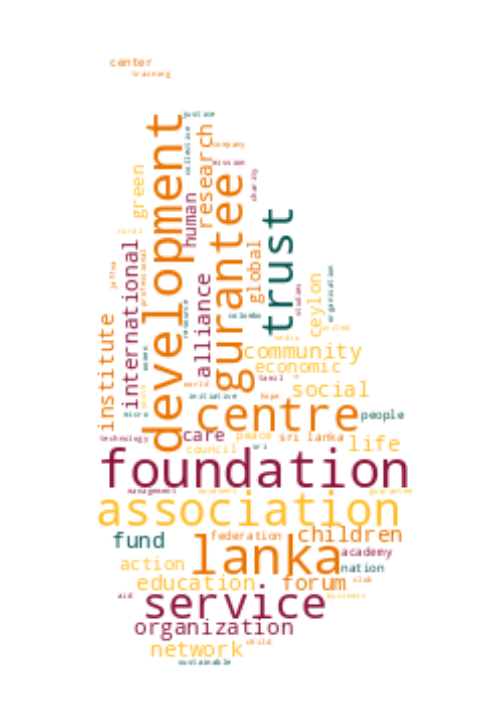 center
training
justice
development
collective
research
company
mission
green
charity
human
gurantee
trust
rural
international
professional
global
jaffna
alliance
studies
ceylon
organisation
resource
colombo
institute
united
media
women
community
economic
youth
world
tamil
social
initiative
hope
micro
centre
people
technology
care
peace
sri lanka
life
council
sri
foundation
management
movement
guarantee
association
fund
federation
children
lanka
academy
action
nation
education
forum
club
aid
service
business
organization
network
child
sustainable